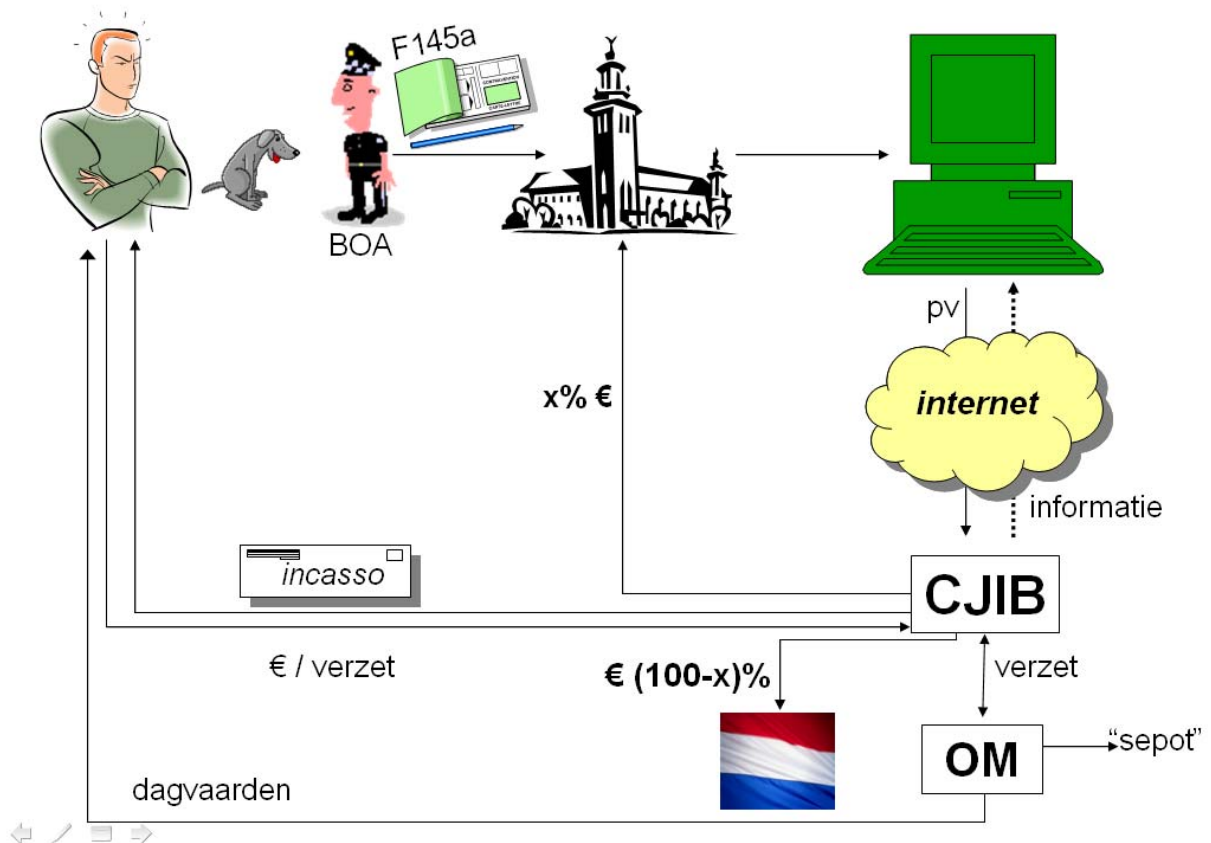 F145a
BOA
pv
internet
x% €
informatie
incasso
CJIB
€ / verzet
€ (100-x)%
verzet
OM
“sepot”
dagvaarden